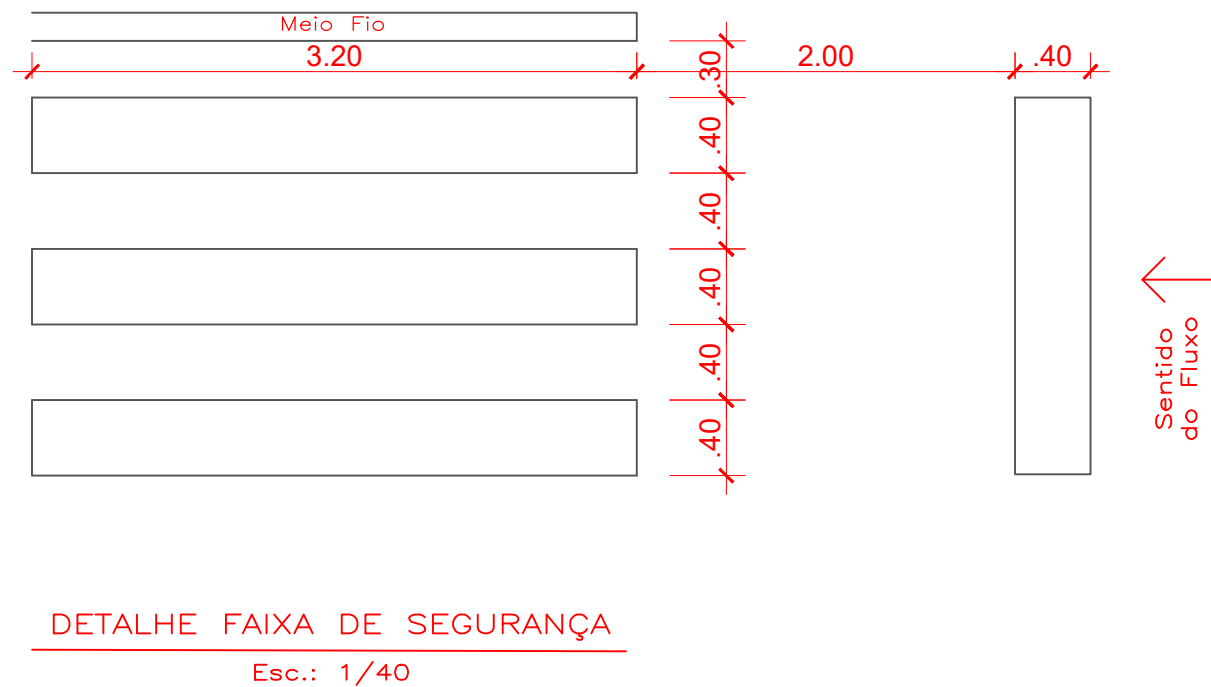 Meio Fio
3.20
2.00
.40
.30
.40
.40
.40
.40
.40
Sentido
do Fluxo
DETALHE FAIXA DE SEGURANÇA
Esc.: 1/40